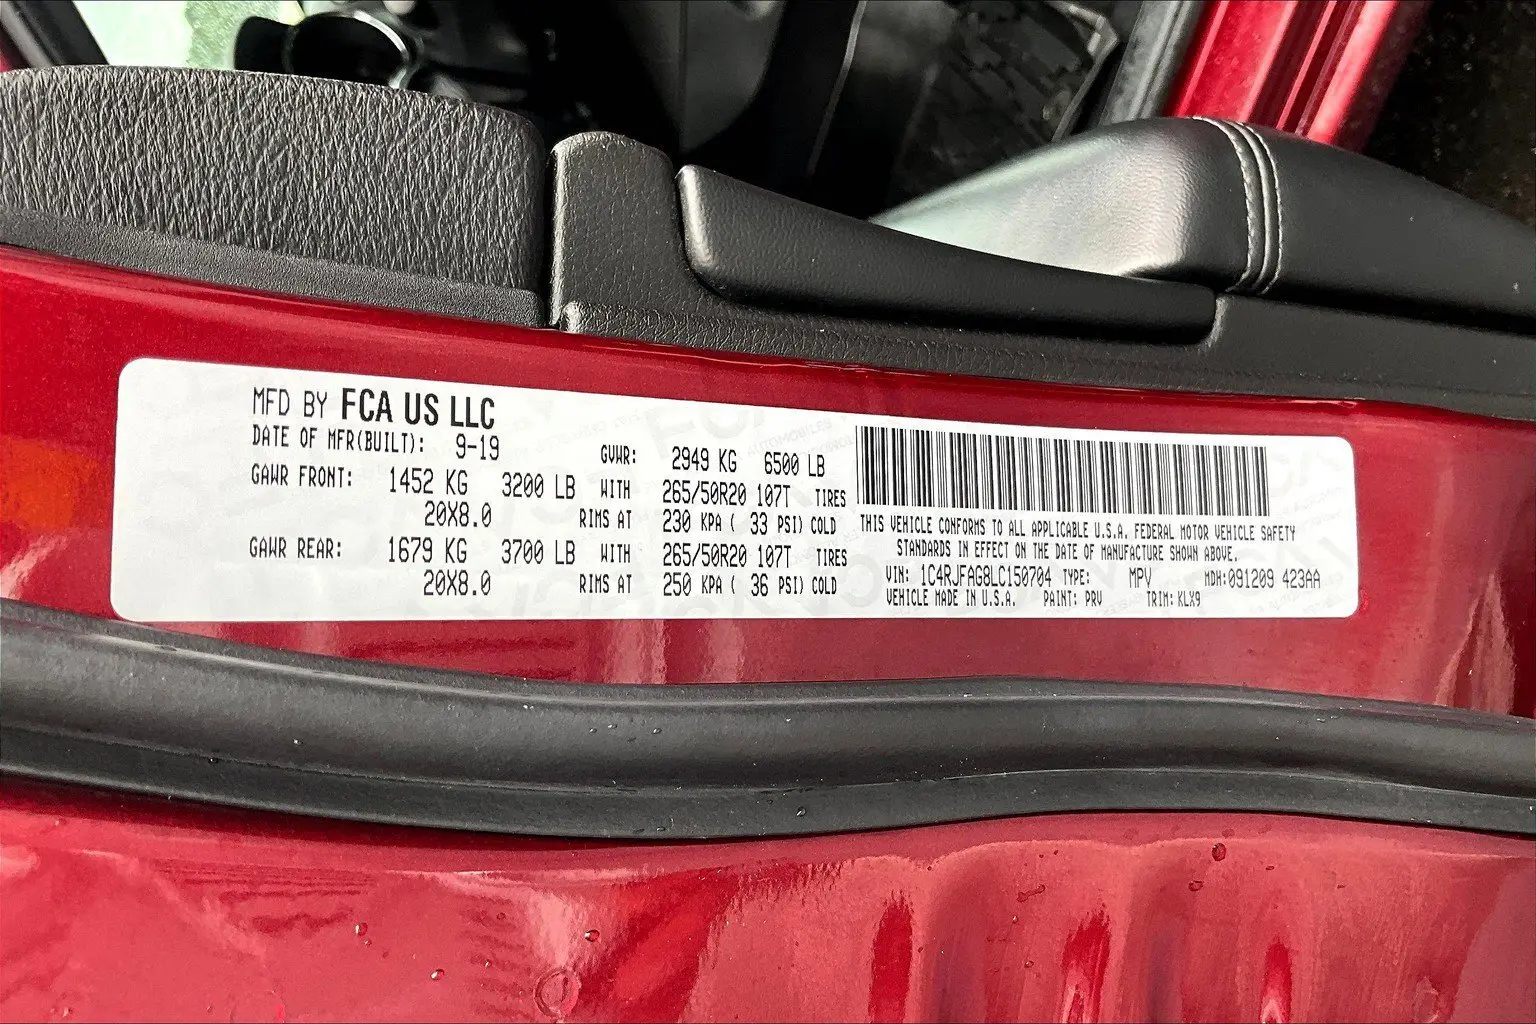 MFD BY FCA US LLC
DATE OF MFR(BUILT): 9-19 GVWR: 2949 KG 6500 LB
GAWR FRONT: 1452 KG 3200 LB WITH 265/50R20 107T TIRES
20X8.0 RIMS AT 230 KPA ( 33 PSI) COLD
GAWR REAR: 1679 KG 3700 LB WITH 265/50R20 107T TIRES
20X8.0 RIMS AT 250 KPA ( 36 PSI) COLD
THIS VEHICLE CONFORMS TO ALL APPLICABLE U.S.A. FEDERAL MOTOR VEHICLE SAFETY
STANDARDS IN EFFECT ON THE DATE OF MANUFACTURE SHOWN ABOVE.
VIN: 1C4RJFAG8LC150704 TYPE: MPV MDH: 091209 423AA
VEHICLE MADE IN U.S.A. PAINT: PRV TRIM: KLX9